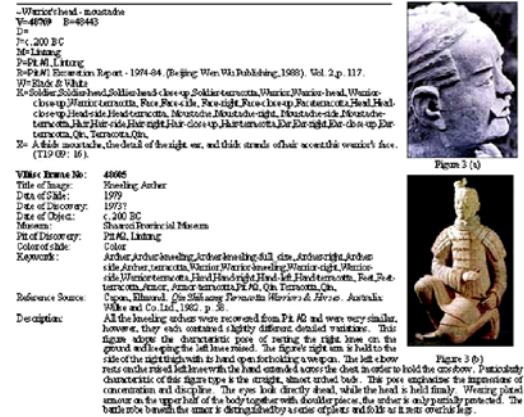 ~Warrior's head - moustache
V=48769 B=48443
D=
J=c.200 BC
M=Lintong
P=Pit #1, Lintong
R=Pit #1 Excavation Report - 1974-84. (Beijing: Wen Wu Publishing, 1988). Vol. 2, p. 117.
W=Black & White
K=Soldier,Soldier-head,Soldier-head-close-up,Soldier-terracotta,Warrior,Warrior-head,Warrior-
close-up,Warrior-terracotta,Face,Face-side,Face-right,Face-close-up,Face-terracotta,Head,Head-
close-up,Head-side,Head-terracotta,Moustache,Moustache-right,Moustache-side,Moustache-
terracotta,Hair,Hair-side,Hair-right,Hair-close-up,Hair-terracotta,Ear,Ear-right,Ear-close-up,Ear-
terracotta,Qin,Terracotta,Qin,
X= A thick moustache, the detail of the right ear, and thick strands of hair accent this warrior's face.
(T19 G9: 16).
Figure 3 (a)
VDisc Frame No: 48605
Title of Image: Kneeling Archer
Data of Slide: 1979
Date of Discovery: 1973?
Date of Object: c. 200 BC
Museum: Shaanxi Provincial Museum
Pit of Discovery: Pit #2, Lintong
Color of slide: Color
Keywords: Archer,Archer-kneeling,Archer-kneeling-full_size,Archer-right,Archer-
side,Archer,terracotta,Warrior,Warrior-kneeling,Warrior-right,Warrior-
side,Warrior-terracotta,Hand,Hand-right,Hand-left,Hand-terracotta,Feet,Feet-
terracotta,Armor,Armor-terracotta,Pit #2,Qin Terracotta,Qin,
Reference Source: Capon, Edmund. Qin Shihuang Terracotta Warriors & Horses. Australia:
Wilke and Co. Ltd., 1982. p. 58.
Description: All the kneeling archers were recovered from Pit #2 and were very similar,
however, they each contained slightly different detailed variations. This
figure adopts the characteristic pose of resting the right knee on the
ground and keeping the left knee raised. The figure's right arm is held to the
side of the right thigh with its hand open for holding a weapon. The left elbow
rests on the raised left knee with the hand extended across the chest in order to hold the crossbow. Particularly
characteristic of this figure type is the straight, almost arched back. This pose emphasizes the impressions of
concentration and discipline. The eyes look directly ahead, while the head is held firmly. Wearing plated
armour on the upper half of the body together with shoulder pieces, the archer is only partially protected. The
battle robe beneath the armor is distinguished by a series of pleats and folds as it rests over his legs.
Figure 3 (b)